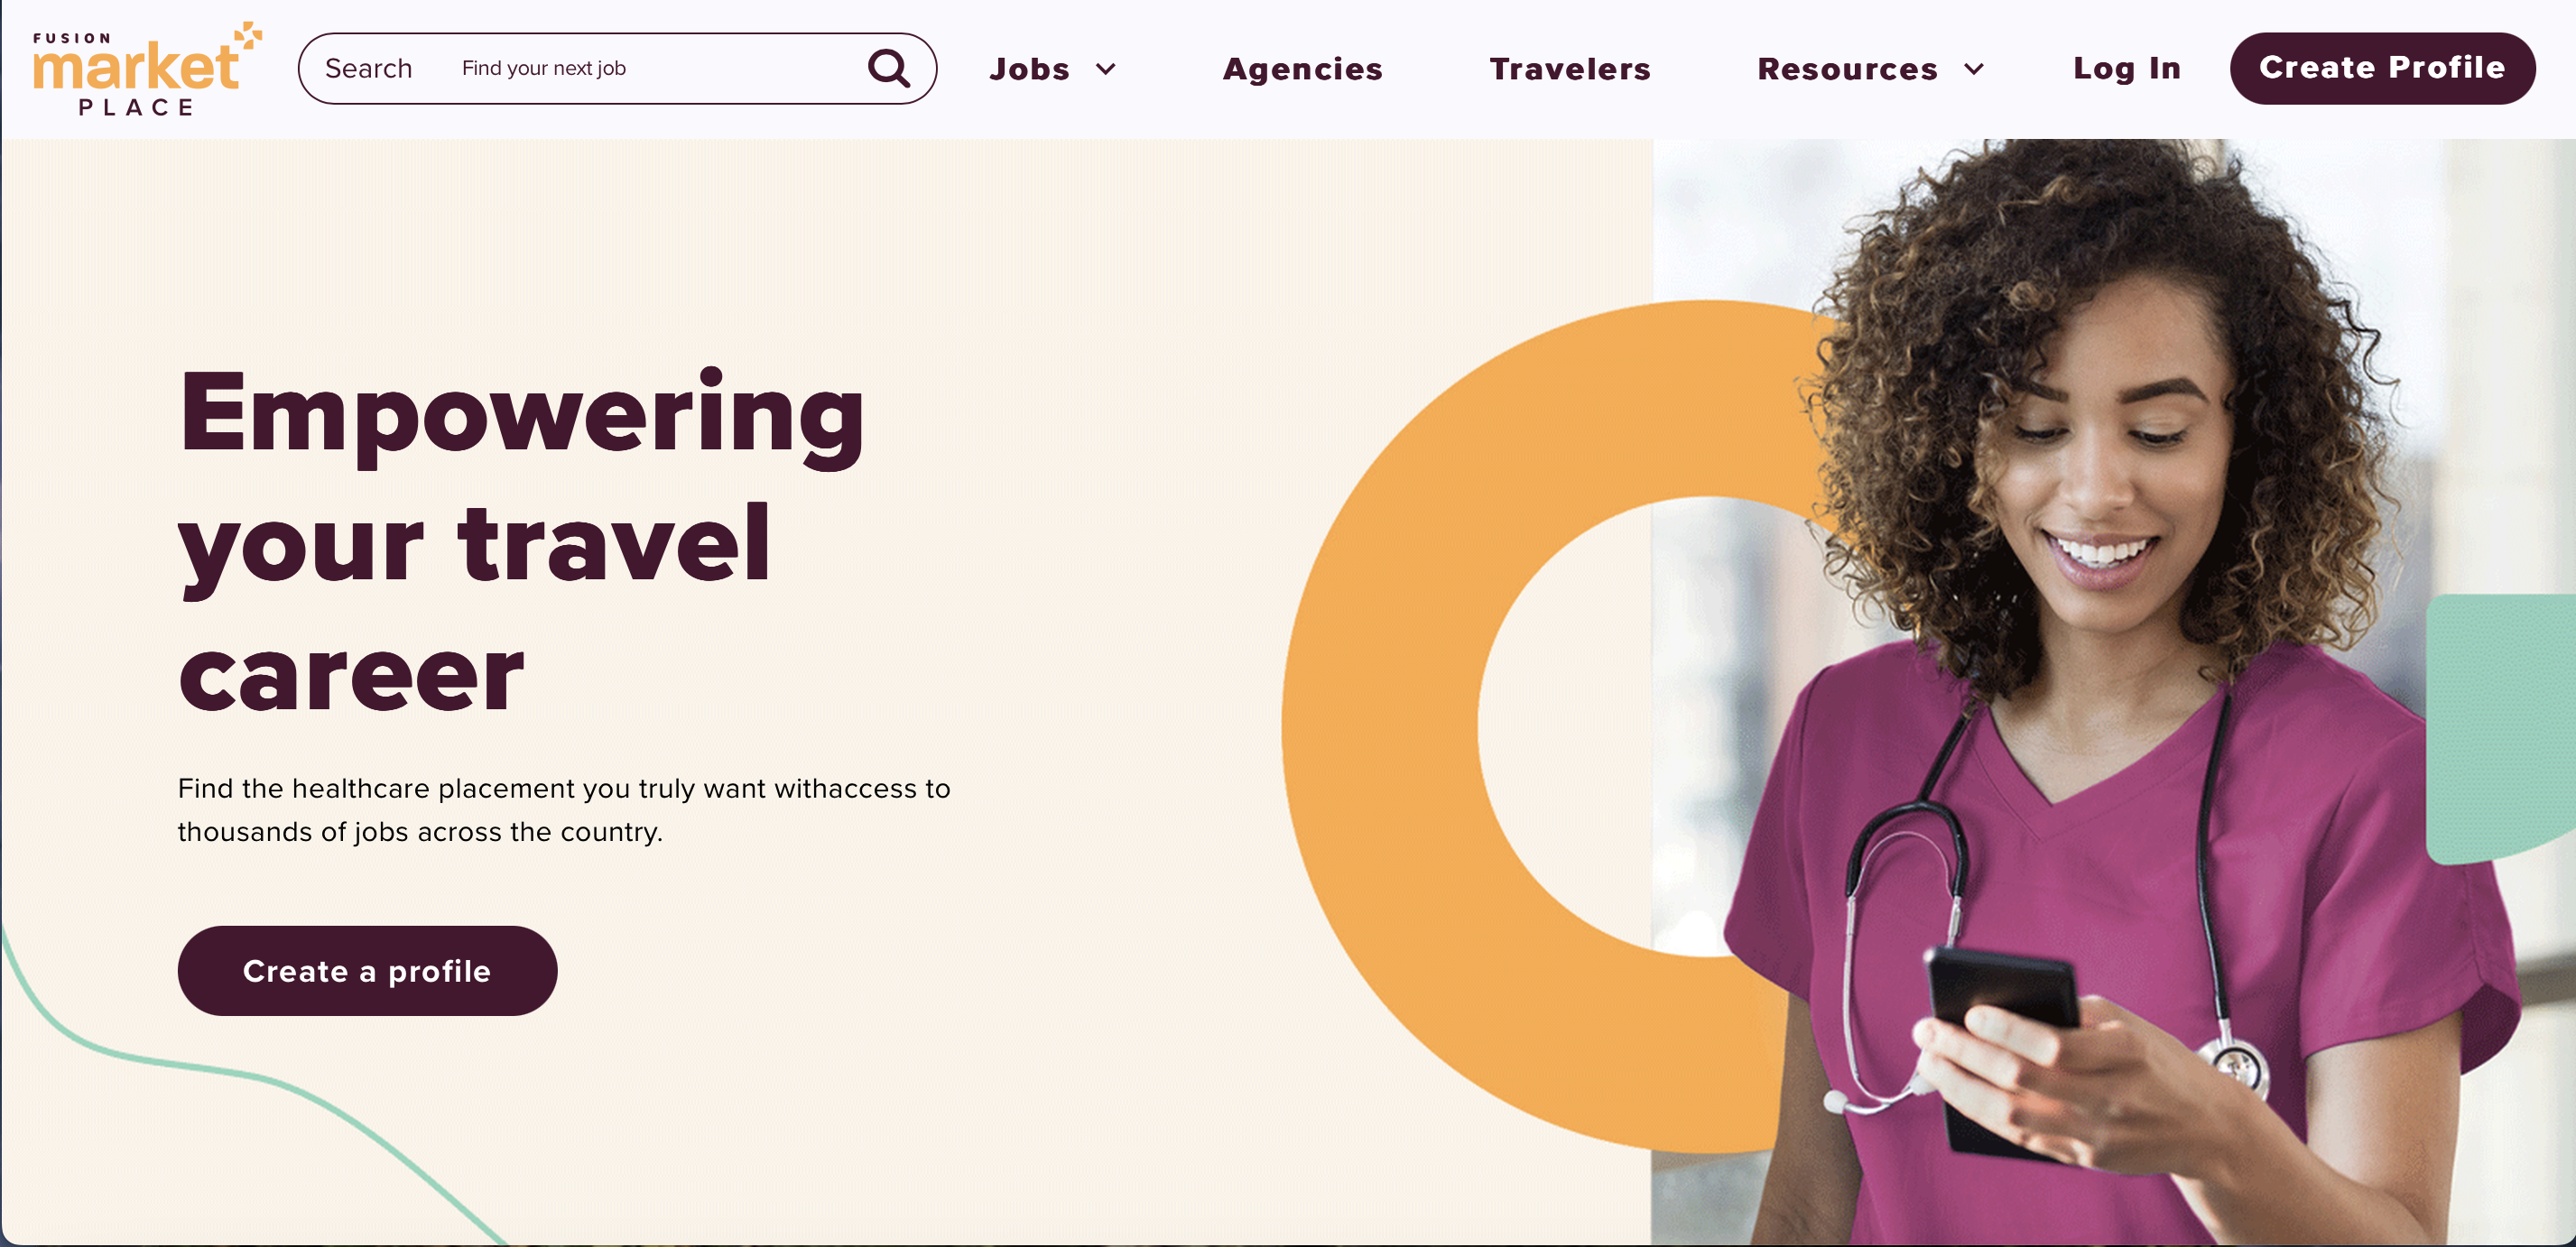 FUSION
market
PLACE
Search Find your next job
Jobs Agencies Travelers Resources Log In Create Profile
Empowering
your travel
career
Find the healthcare placement you truly want withaccess to
thousands of jobs across the country.
Create a profile